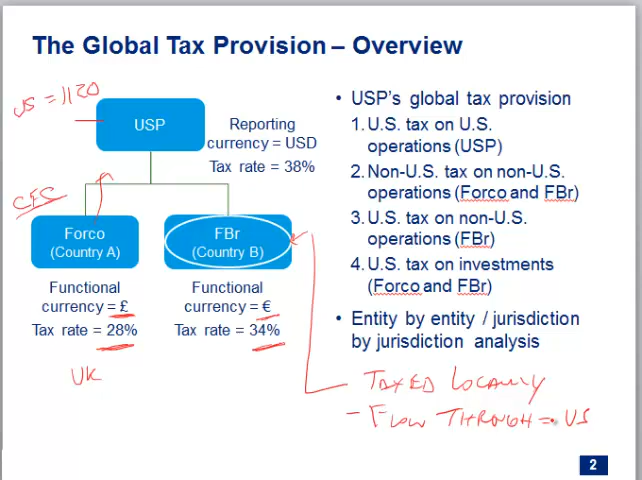 The Global Tax Provision – Overview
US = 1120
USP
Reporting
currency = USD
Tax rate = 38%
CFC
Forco
(Country A)
FBr
(Country B)
Functional
currency = £
Tax rate = 28%
Functional
currency = €
Tax rate = 34%
UK
• USP's global tax provision
1. U.S. tax on U.S.
operations (USP)
2. Non-U.S. tax on non-U.S.
operations (Forco and FBr)
3. U.S. tax on non-U.S.
operations (FBr)
4. U.S. tax on investments
(Forco and FBr)
• Entity by entity / jurisdiction
by jurisdiction analysis
TAXED LOCALLY
- FLOW THROUGH = US
2